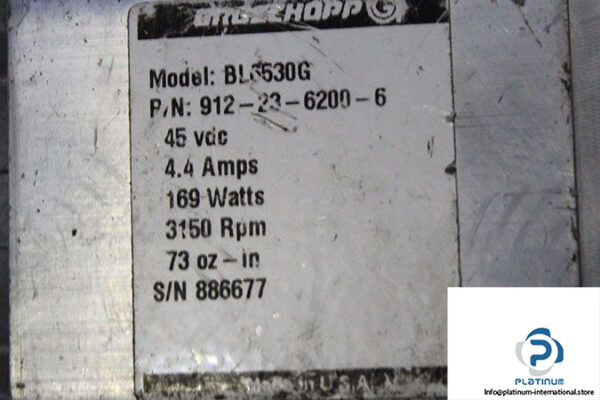 Model: BL6630G
P/N: 912-23-6200-6
45 vdc
4.4 Amps
169 Watts
3150 Rpm
73 oz-in
S/N 886677
U.S.A.
PLATINUM
Info@platinum-international.store